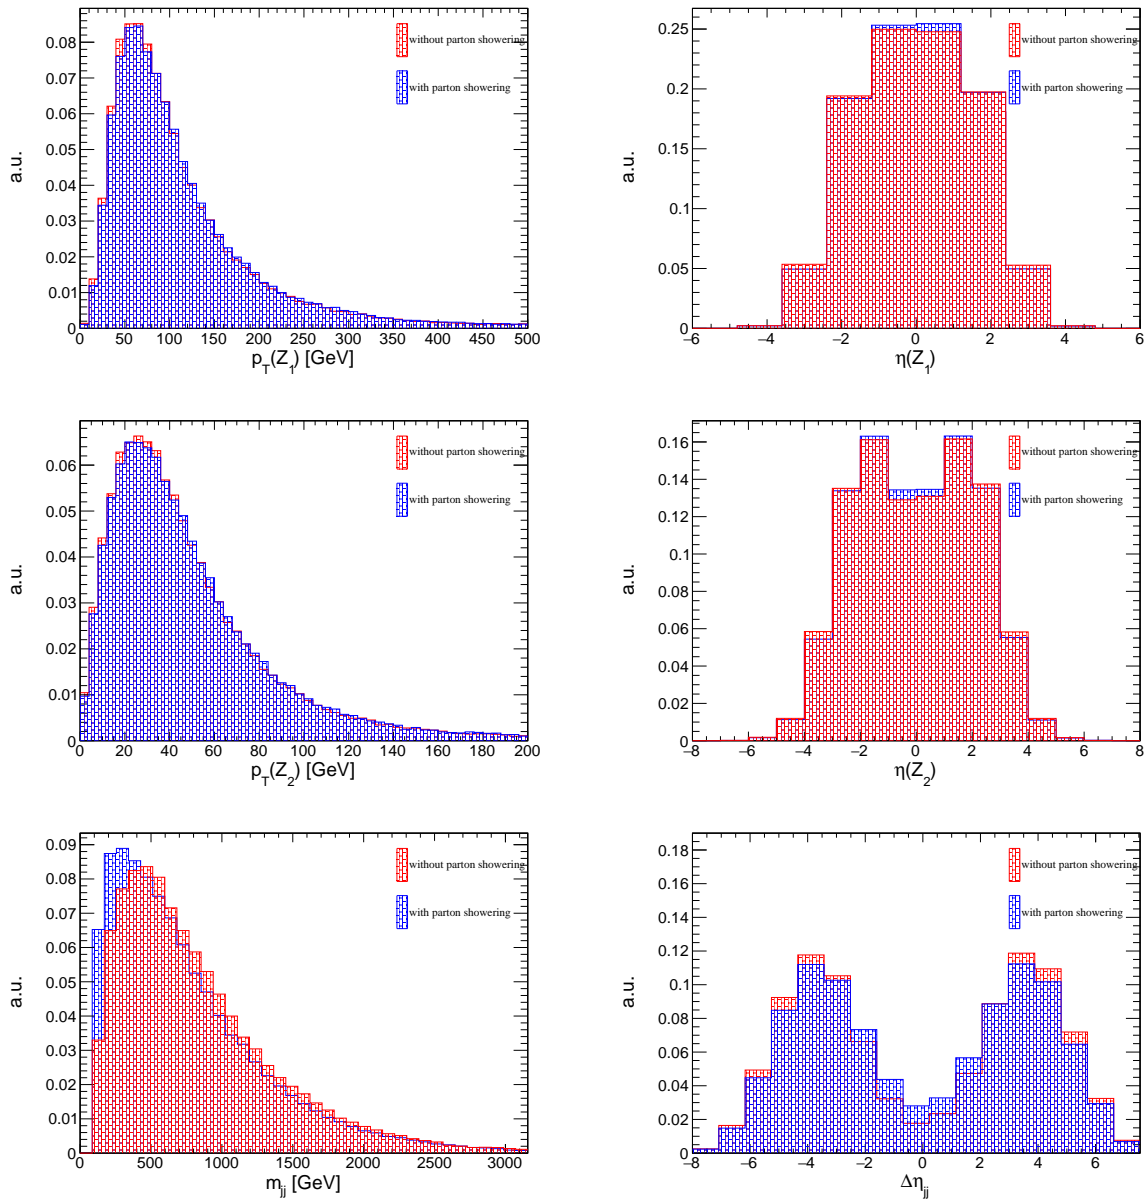 0.08
0.07
0.06
0.05
0.04
0.03
0.02
0.01
0
a.u.
without parton showering
with parton showering
50 100 150 200 250 300 350 400 450 500
p_T(Z_1) [GeV]
0.25
0.2
0.15
0.1
0.05
0
a.u.
without parton showering
with parton showering
−6 −4 −2 0 2 4 6
η(Z_1)
0.06
0.05
0.04
0.03
0.02
0.01
0
a.u.
without parton showering
with parton showering
20 40 60 80 100 120 140 160 180 200
p_T(Z_2) [GeV]
0.16
0.14
0.12
0.1
0.08
0.06
0.04
0.02
0
a.u.
without parton showering
with parton showering
−8 −6 −4 −2 0 2 4 6 8
η(Z_2)
0.09
0.08
0.07
0.06
0.05
0.04
0.03
0.02
0.01
0
a.u.
without parton showering
with parton showering
0 500 1000 1500 2000 2500 3000
m_jj [GeV]
0.18
0.16
0.14
0.12
0.1
0.08
0.06
0.04
0.02
0
a.u.
without parton showering
with parton showering
−8 −6 −4 −2 0 2 4 6
Δη_jj